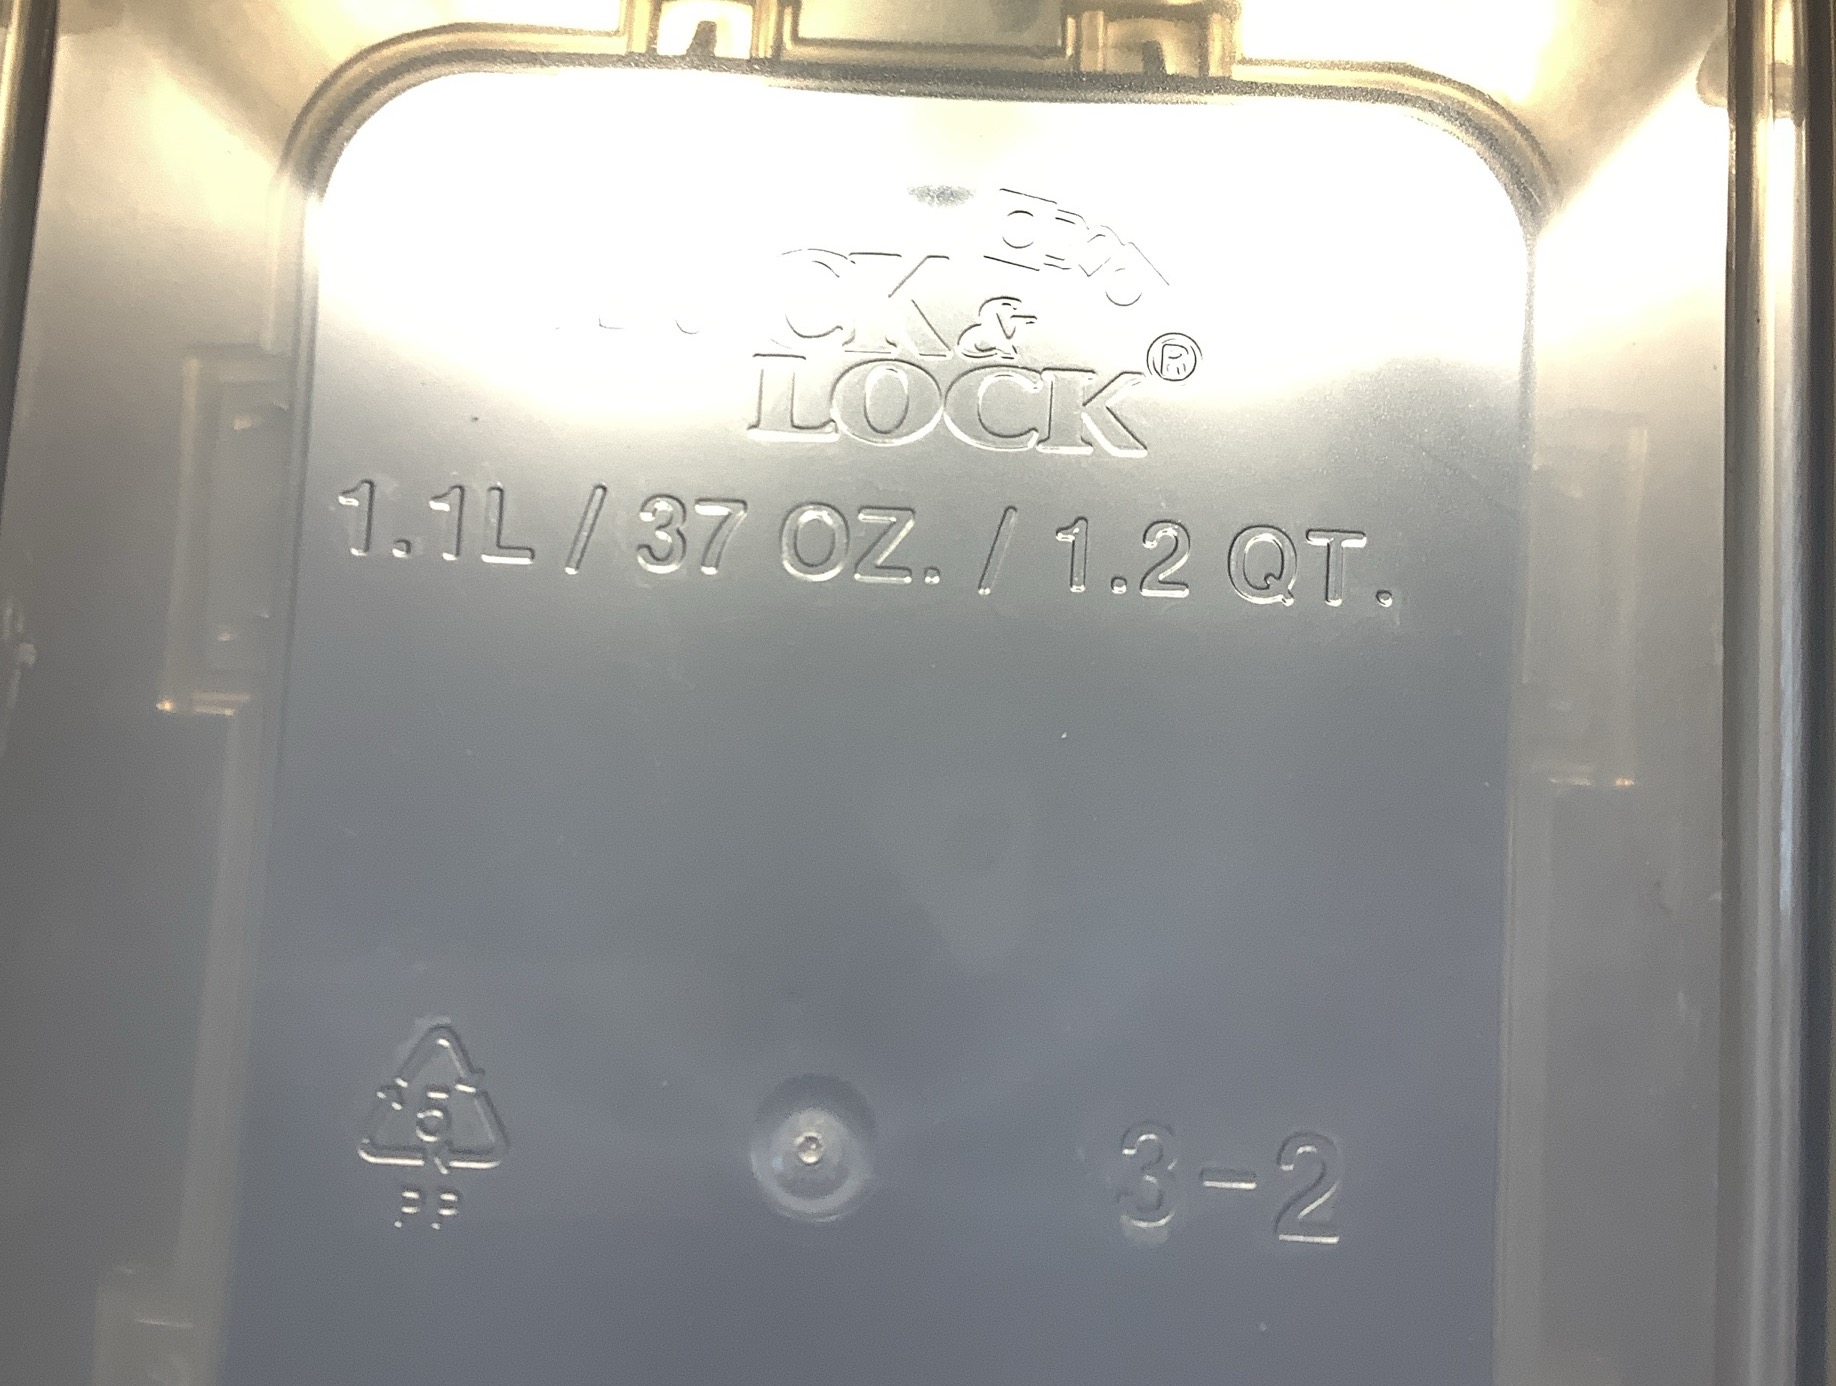 LOCK &
LOCK®
1.1L / 37 OZ. / 1.2 QT.
5
PP
3-2